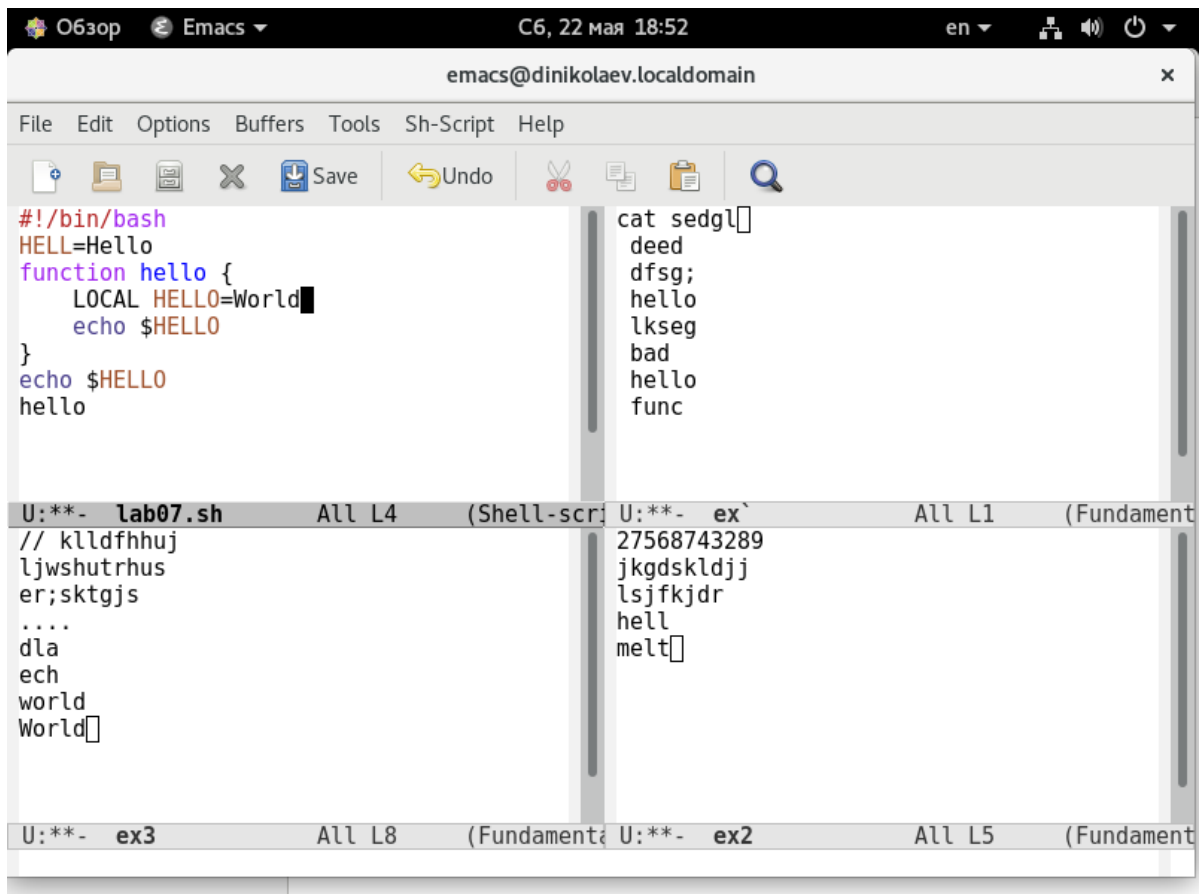 Обзор Emacs Сб, 22 мая 18:52 en
emacs@dinikolaev.localdomain ×
File Edit Options Buffers Tools Sh-Script Help
Save Undo
#!/bin/bash
HELL=Hello
function hello {
    LOCAL HELLO=World
    echo $HELLO
}
echo $HELLO
hello
U:**- lab07.sh All L4 (Shell-scri
cat sedgl
 deed
 dfsg;
 hello
 lkseg
 bad
 hello
 func
U:**- ex` All L1 (Fundament
// klldfhhuj
ljwshutrhus
er;sktgjs
....
dla
ech
world
World
U:**- ex3 All L8 (Fundamenta
27568743289
jkgdskldjj
lsjfkjdr
hell
melt
U:**- ex2 All L5 (Fundament